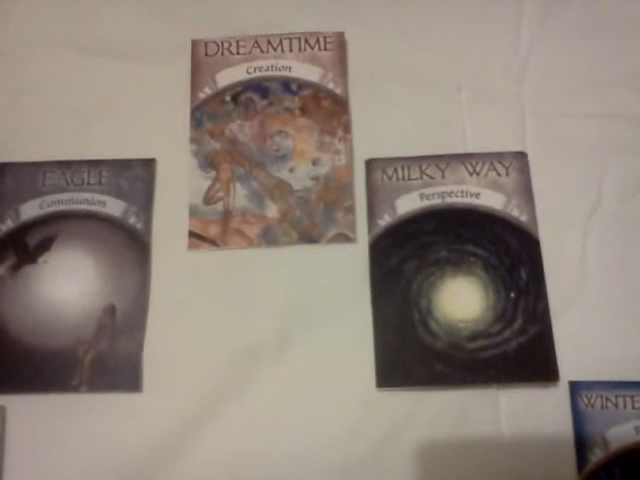 DREAMTIME
Creation
EAGLE
Communion
MILKY WAY
Perspective
WINTE